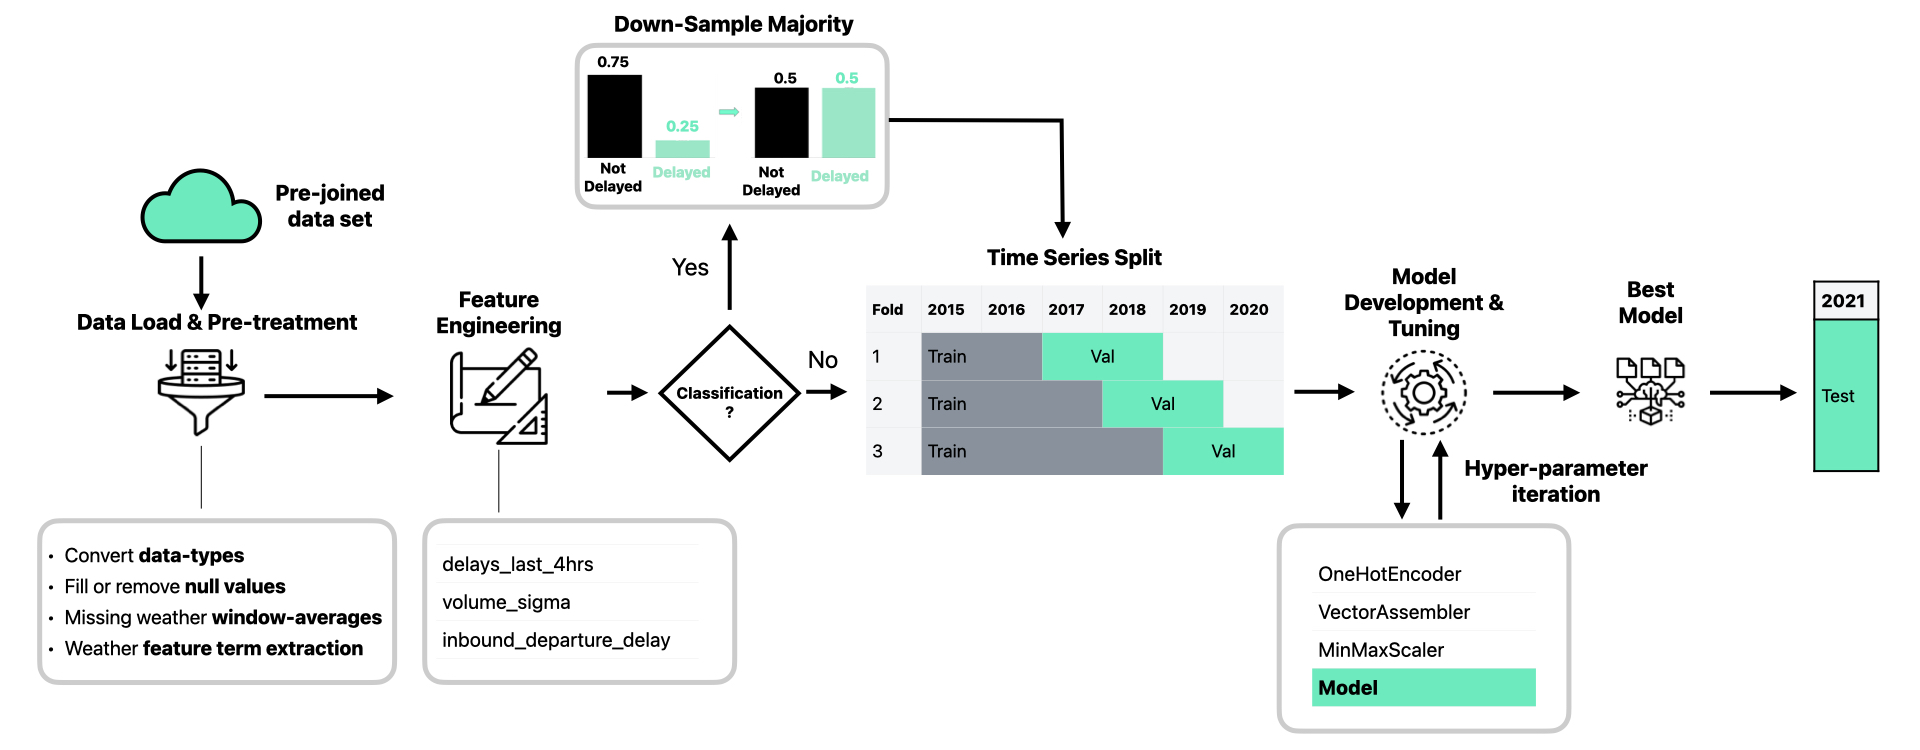 Down-Sample Majority
0.75
0.25
0.5
0.5
Not
Delayed
Delayed
Not
Delayed
Delayed
Pre-joined
data set
Data Load & Pre-treatment
• Convert data-types
• Fill or remove null values
• Missing weather window-averages
• Weather feature term extraction
Feature
Engineering
delays_last_4hrs
volume_sigma
inbound_departure_delay
Classification
?
Yes
No
Time Series Split
Fold 2015 2016 2017 2018 2019 2020
1 Train Val
2 Train Val
3 Train Val
Model
Development &
Tuning
Hyper-parameter
iteration
OneHotEncoder
VectorAssembler
MinMaxScaler
Model
Best
Model
2021
Test